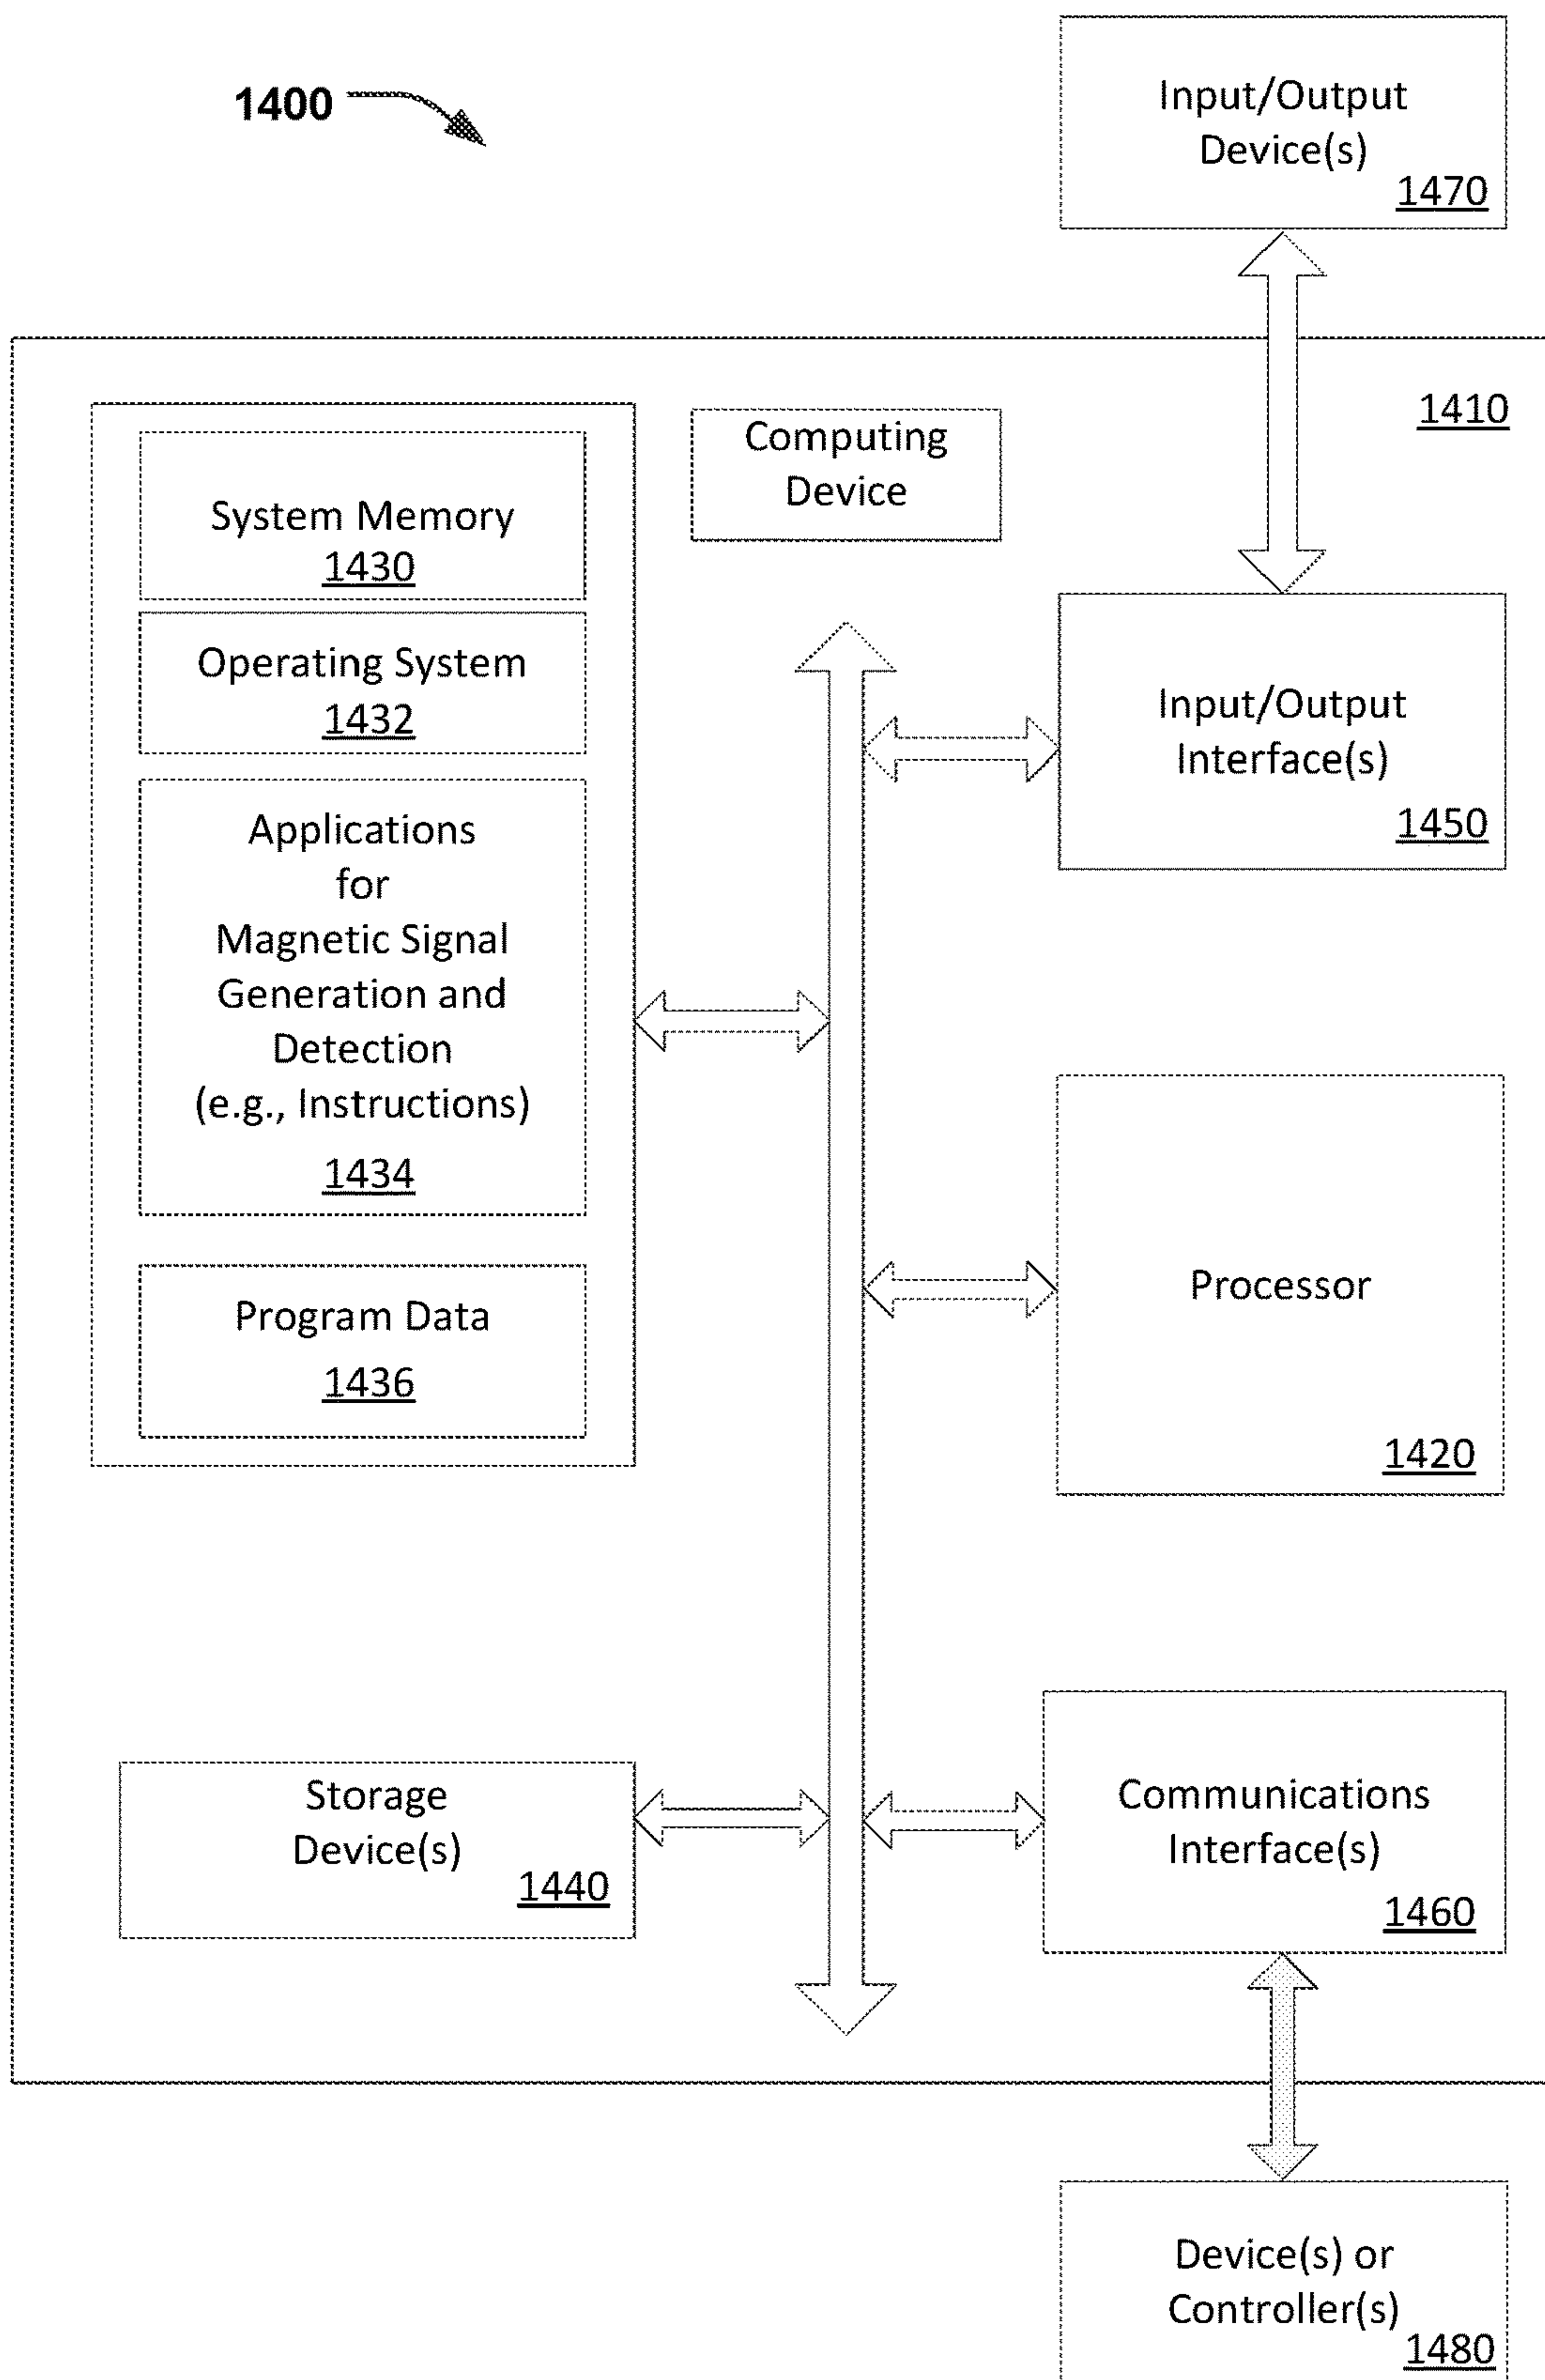 1400
Input/Output
Device(s)
1470
1410
Computing
Device
System Memory
1430
Operating System
1432
Applications
for
Magnetic Signal
Generation and
Detection
(e.g., Instructions)
1434
Program Data
1436
Input/Output
Interface(s)
1450
Processor
1420
Storage
Device(s)
1440
Communications
Interface(s)
1460
Device(s) or
Controller(s)
1480